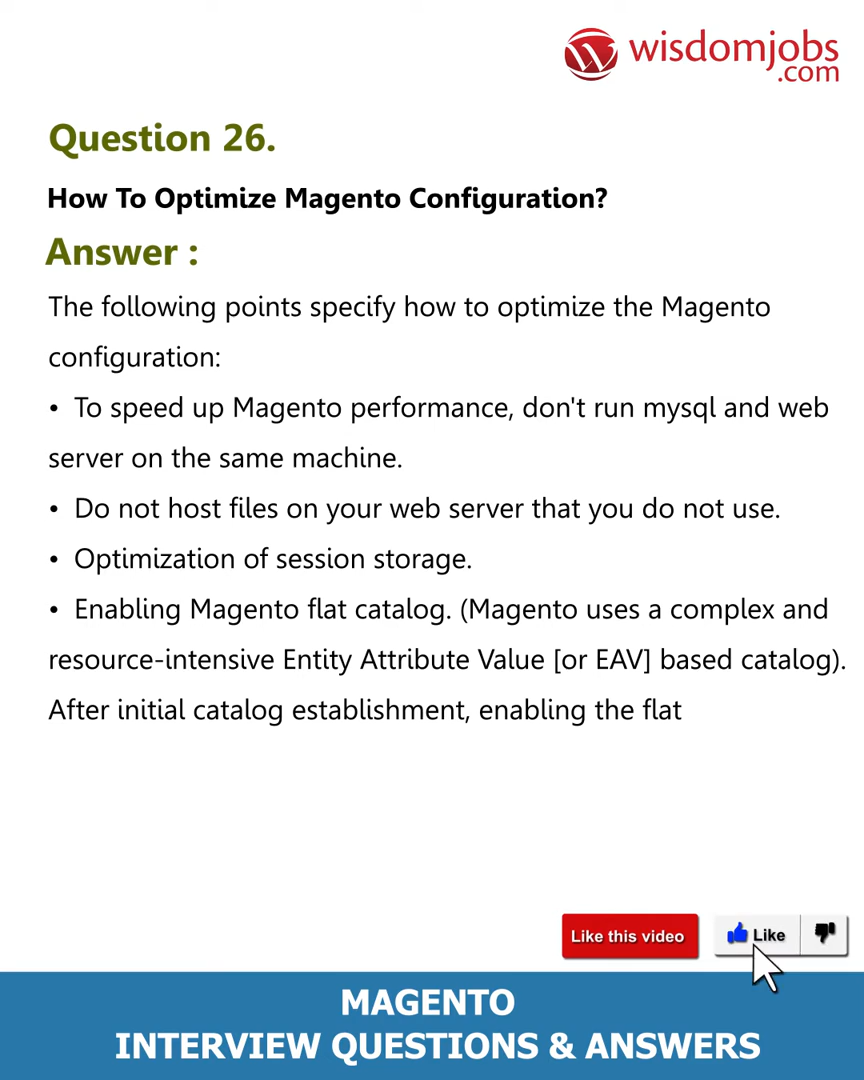 wisdomjobs
.com
Question 26.
How To Optimize Magento Configuration?
Answer :
The following points specify how to optimize the Magento
configuration:
• To speed up Magento performance, don't run mysql and web
server on the same machine.
• Do not host files on your web server that you do not use.
• Optimization of session storage.
• Enabling Magento flat catalog. (Magento uses a complex and
resource-intensive Entity Attribute Value [or EAV] based catalog).
After initial catalog establishment, enabling the flat
Like this video
Like
MAGENTO
INTERVIEW QUESTIONS & ANSWERS